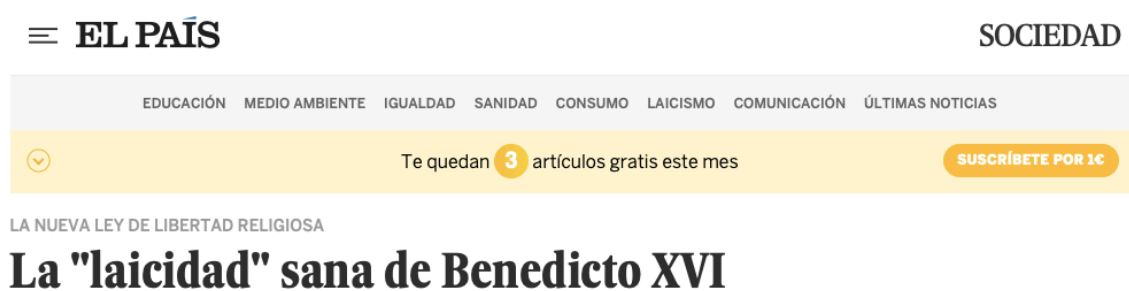 EL PAÍS
SOCIEDAD
EDUCACIÓN MEDIO AMBIENTE IGUALDAD SANIDAD CONSUMO LAICISMO COMUNICACIÓN ÚLTIMAS NOTICIAS
Te quedan 3 artículos gratis este mes
SUSCRÍBETE POR 1€
LA NUEVA LEY DE LIBERTAD RELIGIOSA
La "laicidad" sana de Benedicto XVI